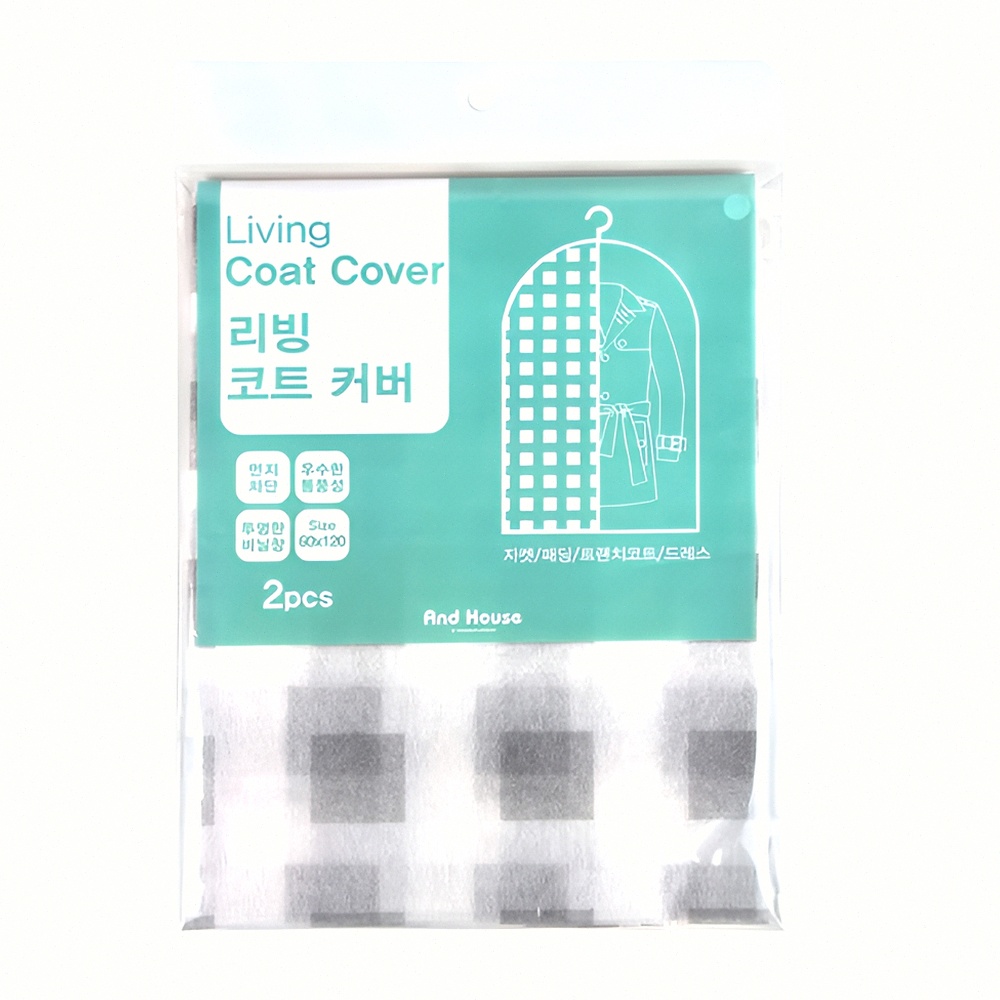 Living
Coat Cover
리빙
코트 커버
먼지
차단
우수한
통풍성
투명한
비닐창
Size
60x120
2pcs
자켓/패딩/트렌치코트/드레스
And House